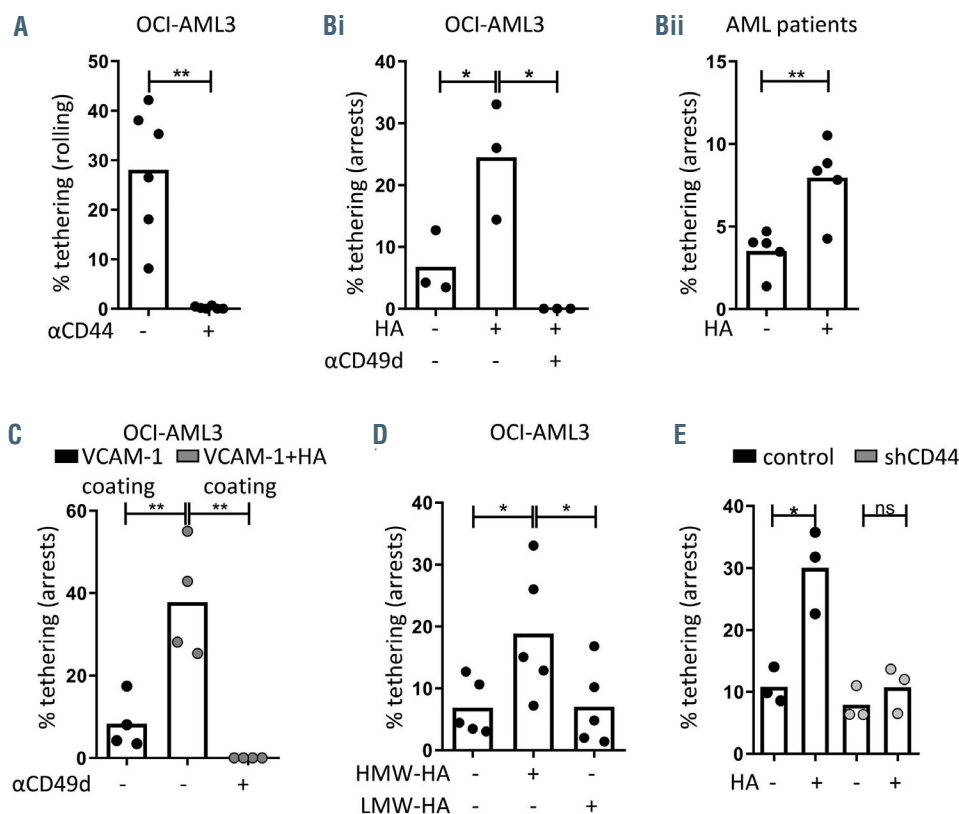 A
OCI-AML3
% tethering (rolling)
50
40
30
20
10
0
**
αCD44
-
+
Bi
OCI-AML3
% tethering (arrests)
40
30
20
10
0
*
*
HA
-
+
+
αCD49d
-
-
+
Bii
AML patients
% tethering (arrests)
15
10
5
0
**
HA
-
+
C
OCI-AML3
VCAM-1 coating
VCAM-1+HA coating
% tethering (arrests)
60
40
20
0
**
**
αCD49d
-
-
+
D
OCI-AML3
% tethering (arrests)
40
30
20
10
0
*
*
HMW-HA
-
+
-
LMW-HA
-
-
+
E
control
shCD44
% tethering (arrests)
40
30
20
10
0
*
ns
HA
-
+
-
+